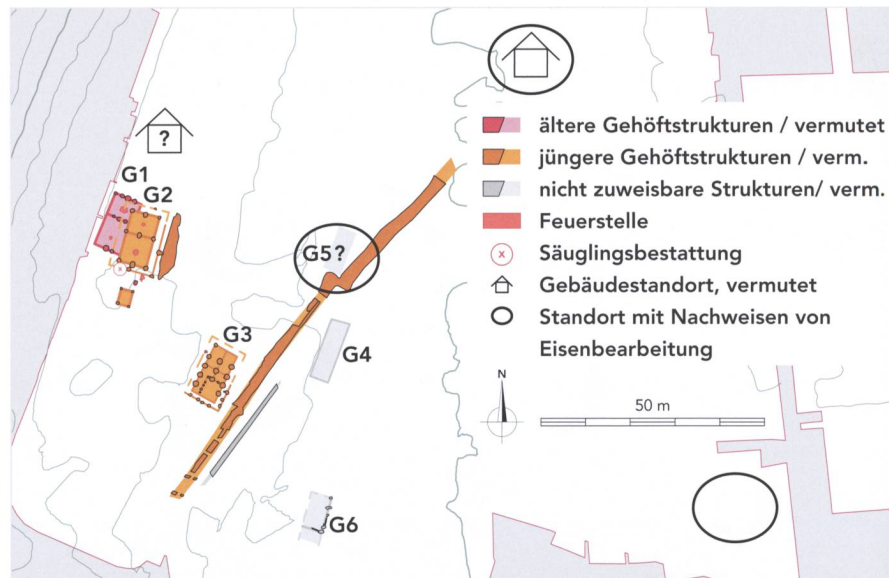 ?
G1
G2
G5?
G3
G4
G6
ältere Gehöftstrukturen / vermutet
jüngere Gehöftstrukturen / verm.
nicht zuweisbare Strukturen/ verm.
Feuerstelle
x Säuglingsbestattung
Gebäudestandort, vermutet
Standort mit Nachweisen von
Eisenbearbeitung
N
50 m
x